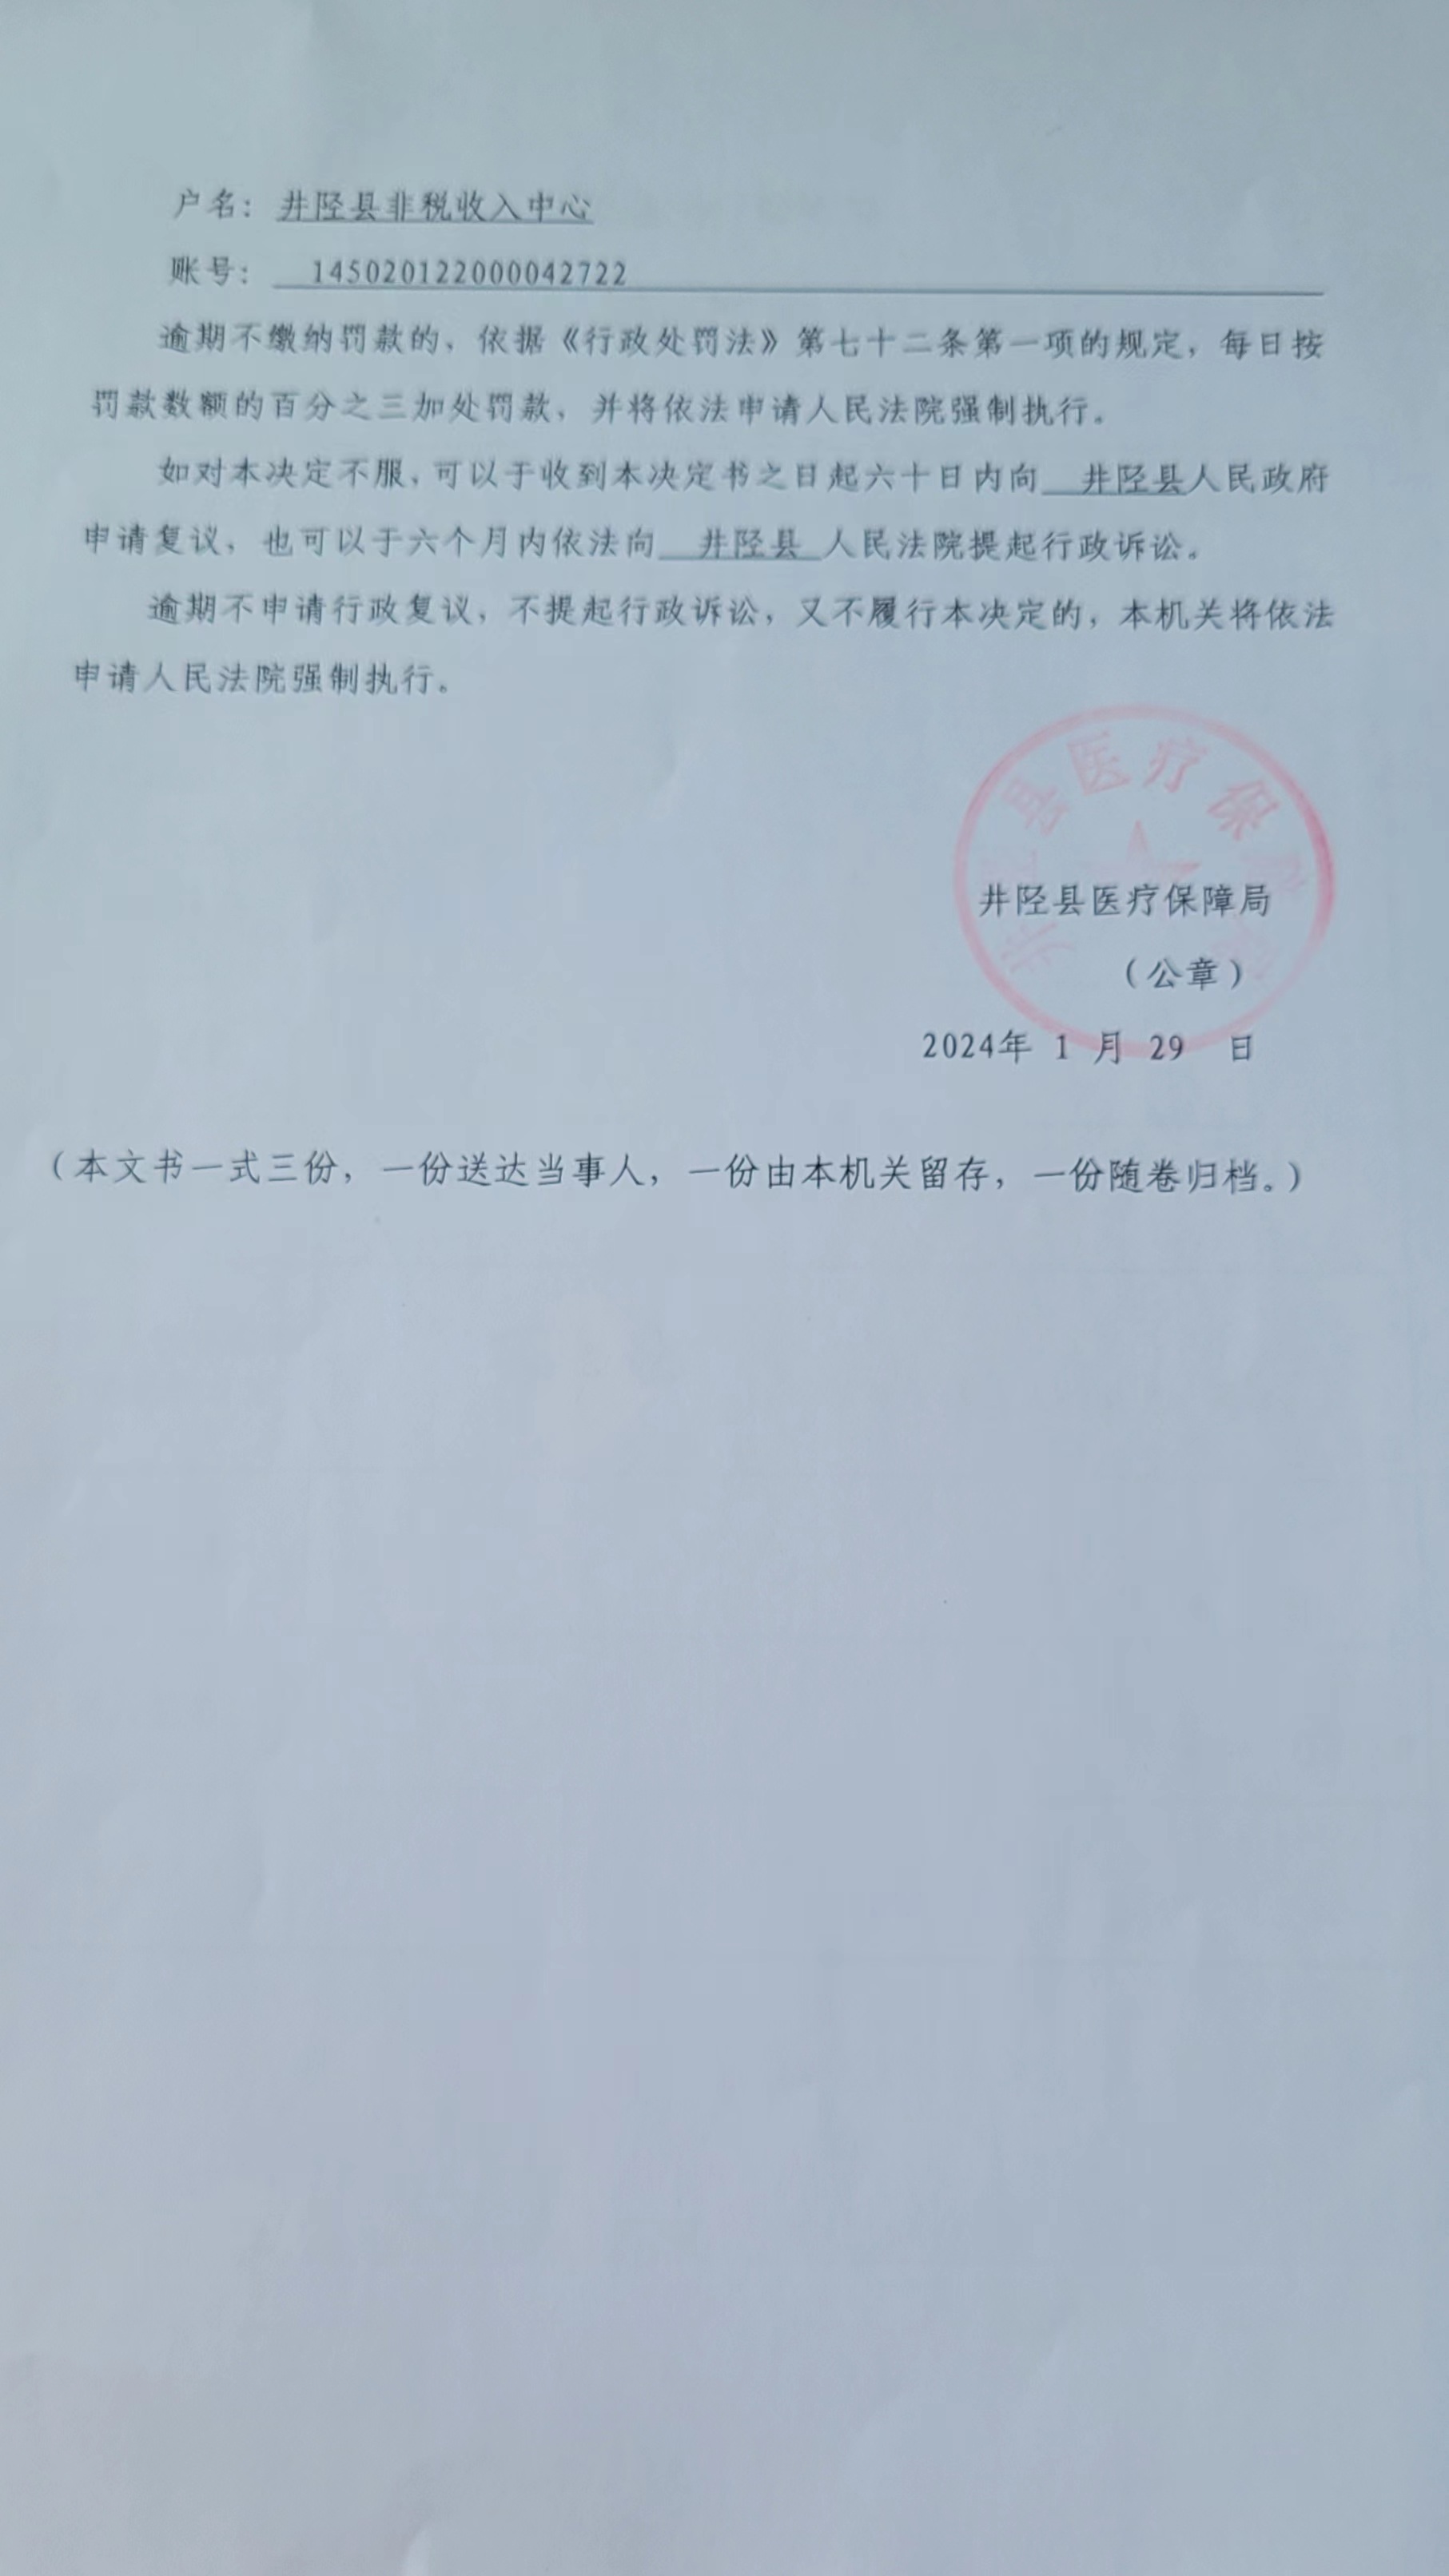 户名：井陉县非税收入中心
账号：145020122000042722
逾期不缴纳罚款的，依据《行政处罚法》第七十二条第一项的规定，每日按
罚款数额的百分之三加处罚款，并将依法申请人民法院强制执行。
如对本决定不服，可以于收到本决定书之日起六十日内向 井陉县人民政府
申请复议，也可以于六个月内依法向 井陉县 人民法院提起行政诉讼。
逾期不申请行政复议，不提起行政诉讼，又不履行本决定的，本机关将依法
申请人民法院强制执行。
井陉县医疗保障局
（公章）
2024年 1 月 29 日
（本文书一式三份，一份送达当事人，一份由本机关留存，一份随卷归档。）
县医疗保